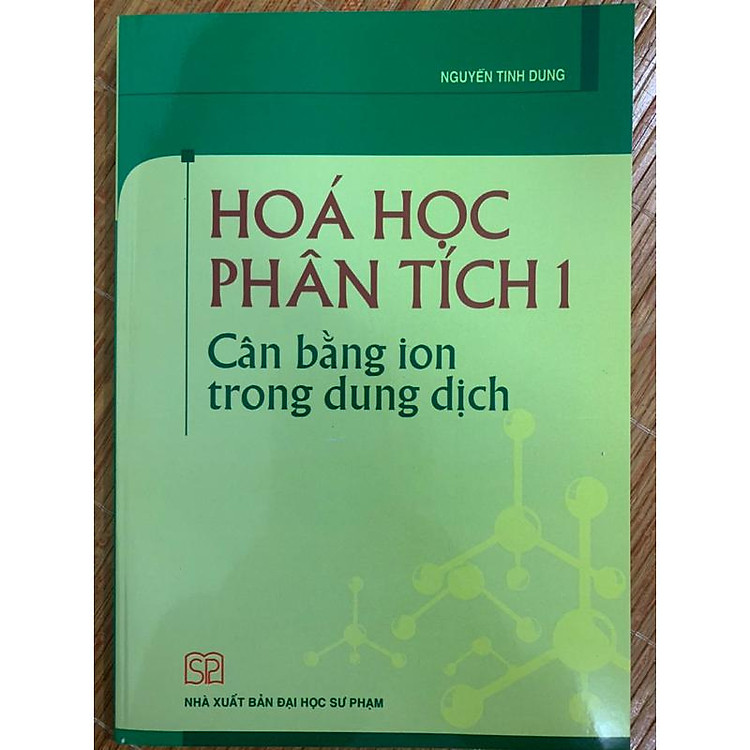 NGUYỄN TINH DUNG
HOÁ HỌC
PHÂN TÍCH 1
Cân bằng ion
trong dung dịch
SP
NHÀ XUẤT BẢN ĐẠI HỌC SƯ PHẠM